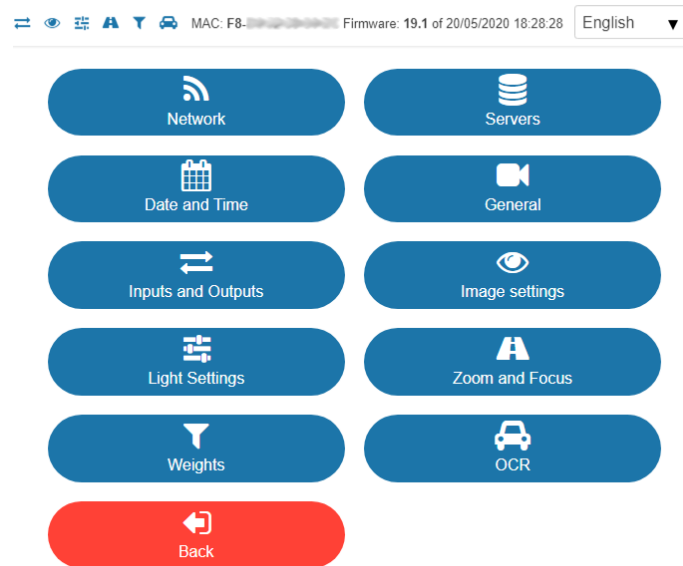 MAC: F8- Firmware: 19.1 of 20/05/2020 18:28:28 English
Network
Servers
Date and Time
General
Inputs and Outputs
Image settings
Light Settings
Zoom and Focus
Weights
OCR
Back